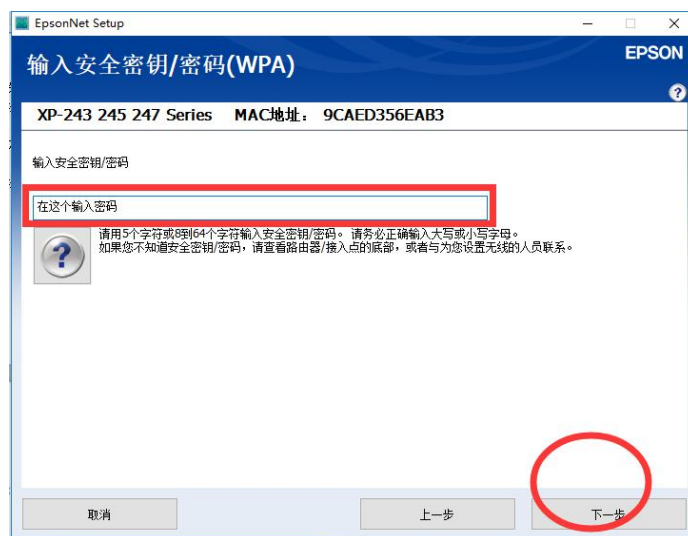 EpsonNet Setup
输入安全密钥/密码(WPA)
EPSON
XP-243 245 247 Series MAC地址： 9CAED356EAB3
输入安全密钥/密码
在这个输入密码
请用5个字符或8到64个字符输入安全密钥/密码。 请务必正确输入大写或小写字母。
如果您不知道安全密钥/密码，请查看路由器/接入点的底部，或者与为您设置无线的人员联系。
取消
上一步
下一步